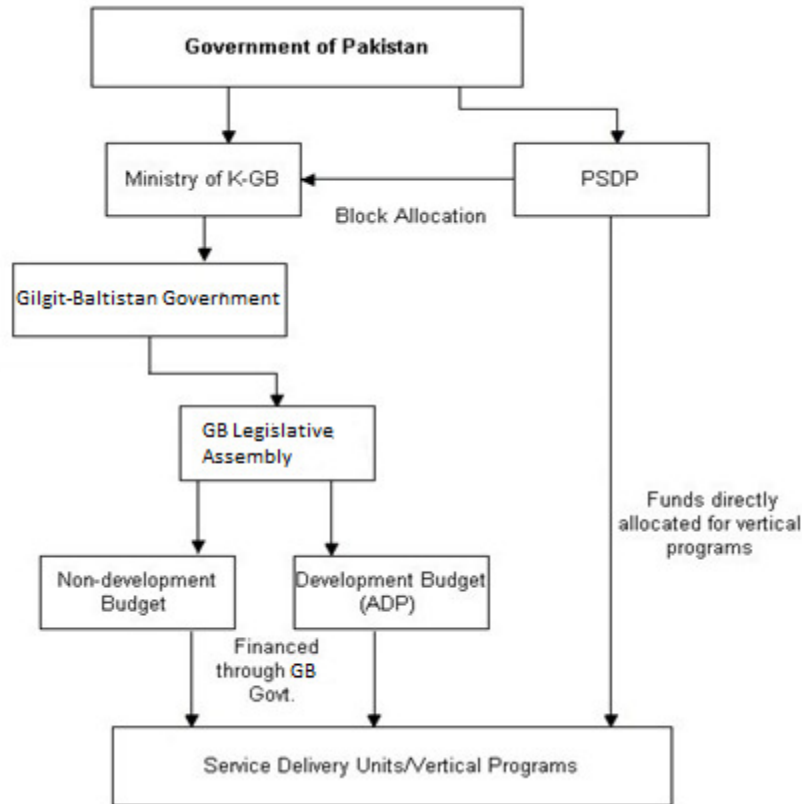 Government of Pakistan
Ministry of K-GB
PSDP
Block Allocation
Gilgit-Baltistan Government
GB Legislative
Assembly
Funds directly
allocated for vertical
programs
Non-development
Budget
Development Budget
(ADP)
Financed
through GB
Govt.
Service Delivery Units/Vertical Programs